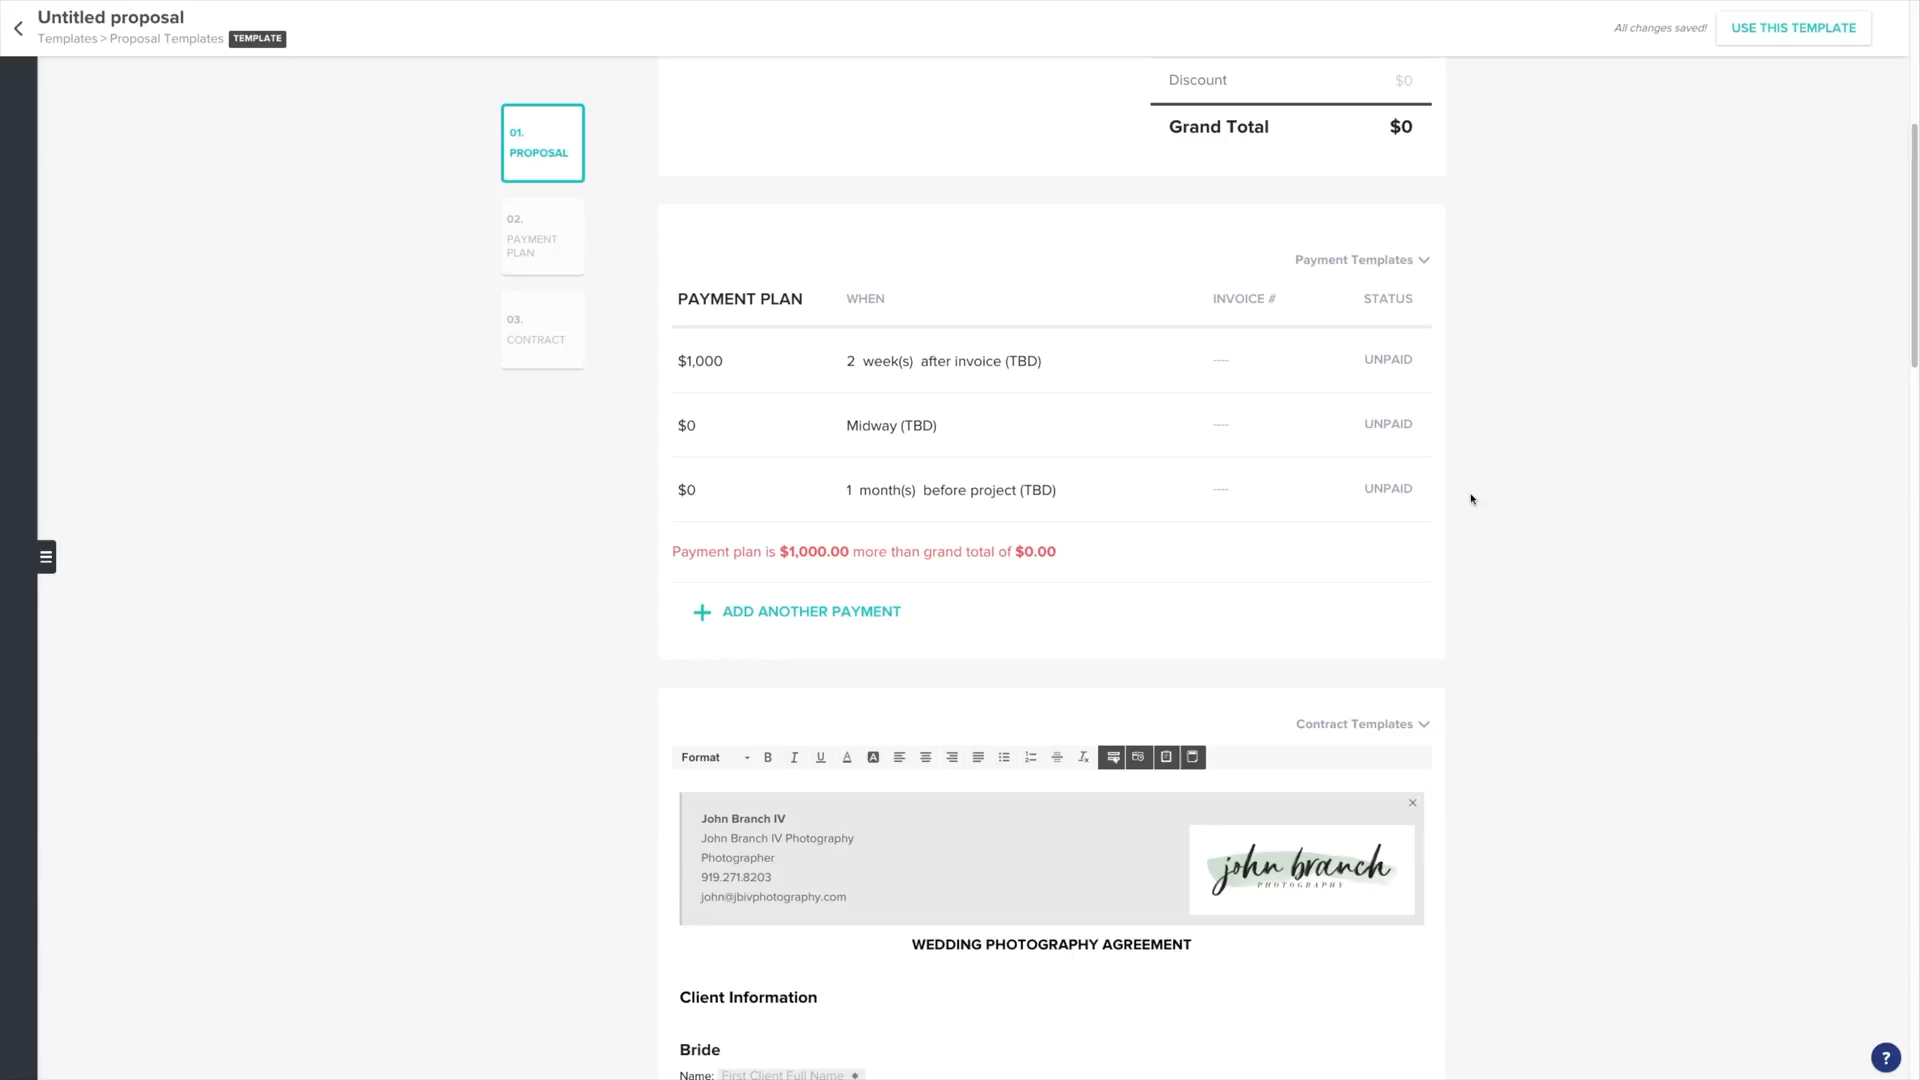 Untitled proposal
Templates > Proposal Templates TEMPLATE
All changes saved!
USE THIS TEMPLATE
Discount $0
Grand Total $0
01.
PROPOSAL
02.
PAYMENT
PLAN
03.
CONTRACT
Payment Templates
PAYMENT PLAN WHEN INVOICE # STATUS
$1,000 2 week(s) after invoice (TBD) ---- UNPAID
$0 Midway (TBD) ---- UNPAID
$0 1 month(s) before project (TBD) ---- UNPAID
Payment plan is $1,000.00 more than grand total of $0.00
+ ADD ANOTHER PAYMENT
Contract Templates
Format B I U A A
John Branch IV
John Branch IV Photography
Photographer
919.271.8203
john@jbivphotography.com
john branch
PHOTOGRAPHY
WEDDING PHOTOGRAPHY AGREEMENT
Client Information
Bride
Name: First Client Full Name *
?